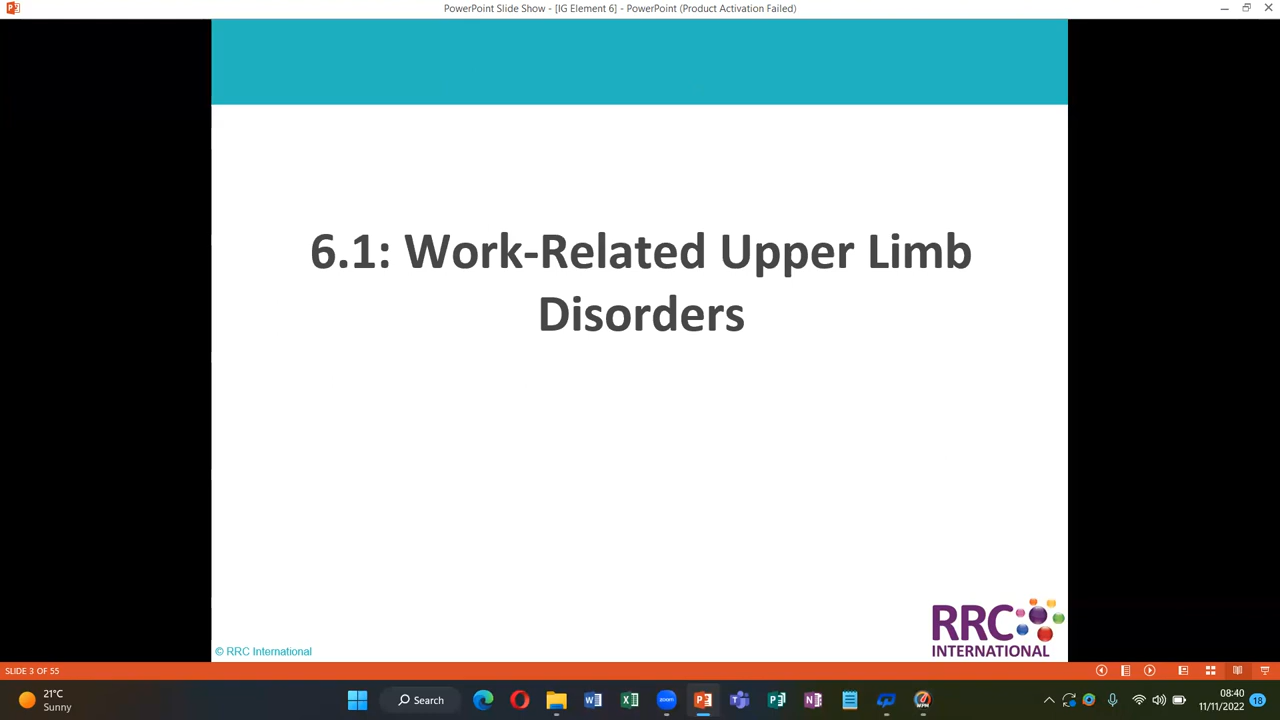 PowerPoint Slide Show - [IG Element 6] - PowerPoint (Product Activation Failed)
6.1: Work-Related Upper Limb
Disorders
© RRC International
RRC
INTERNATIONAL
SLIDE 3 OF 55
21°C
Sunny
Search
08:40
11/11/2022
18